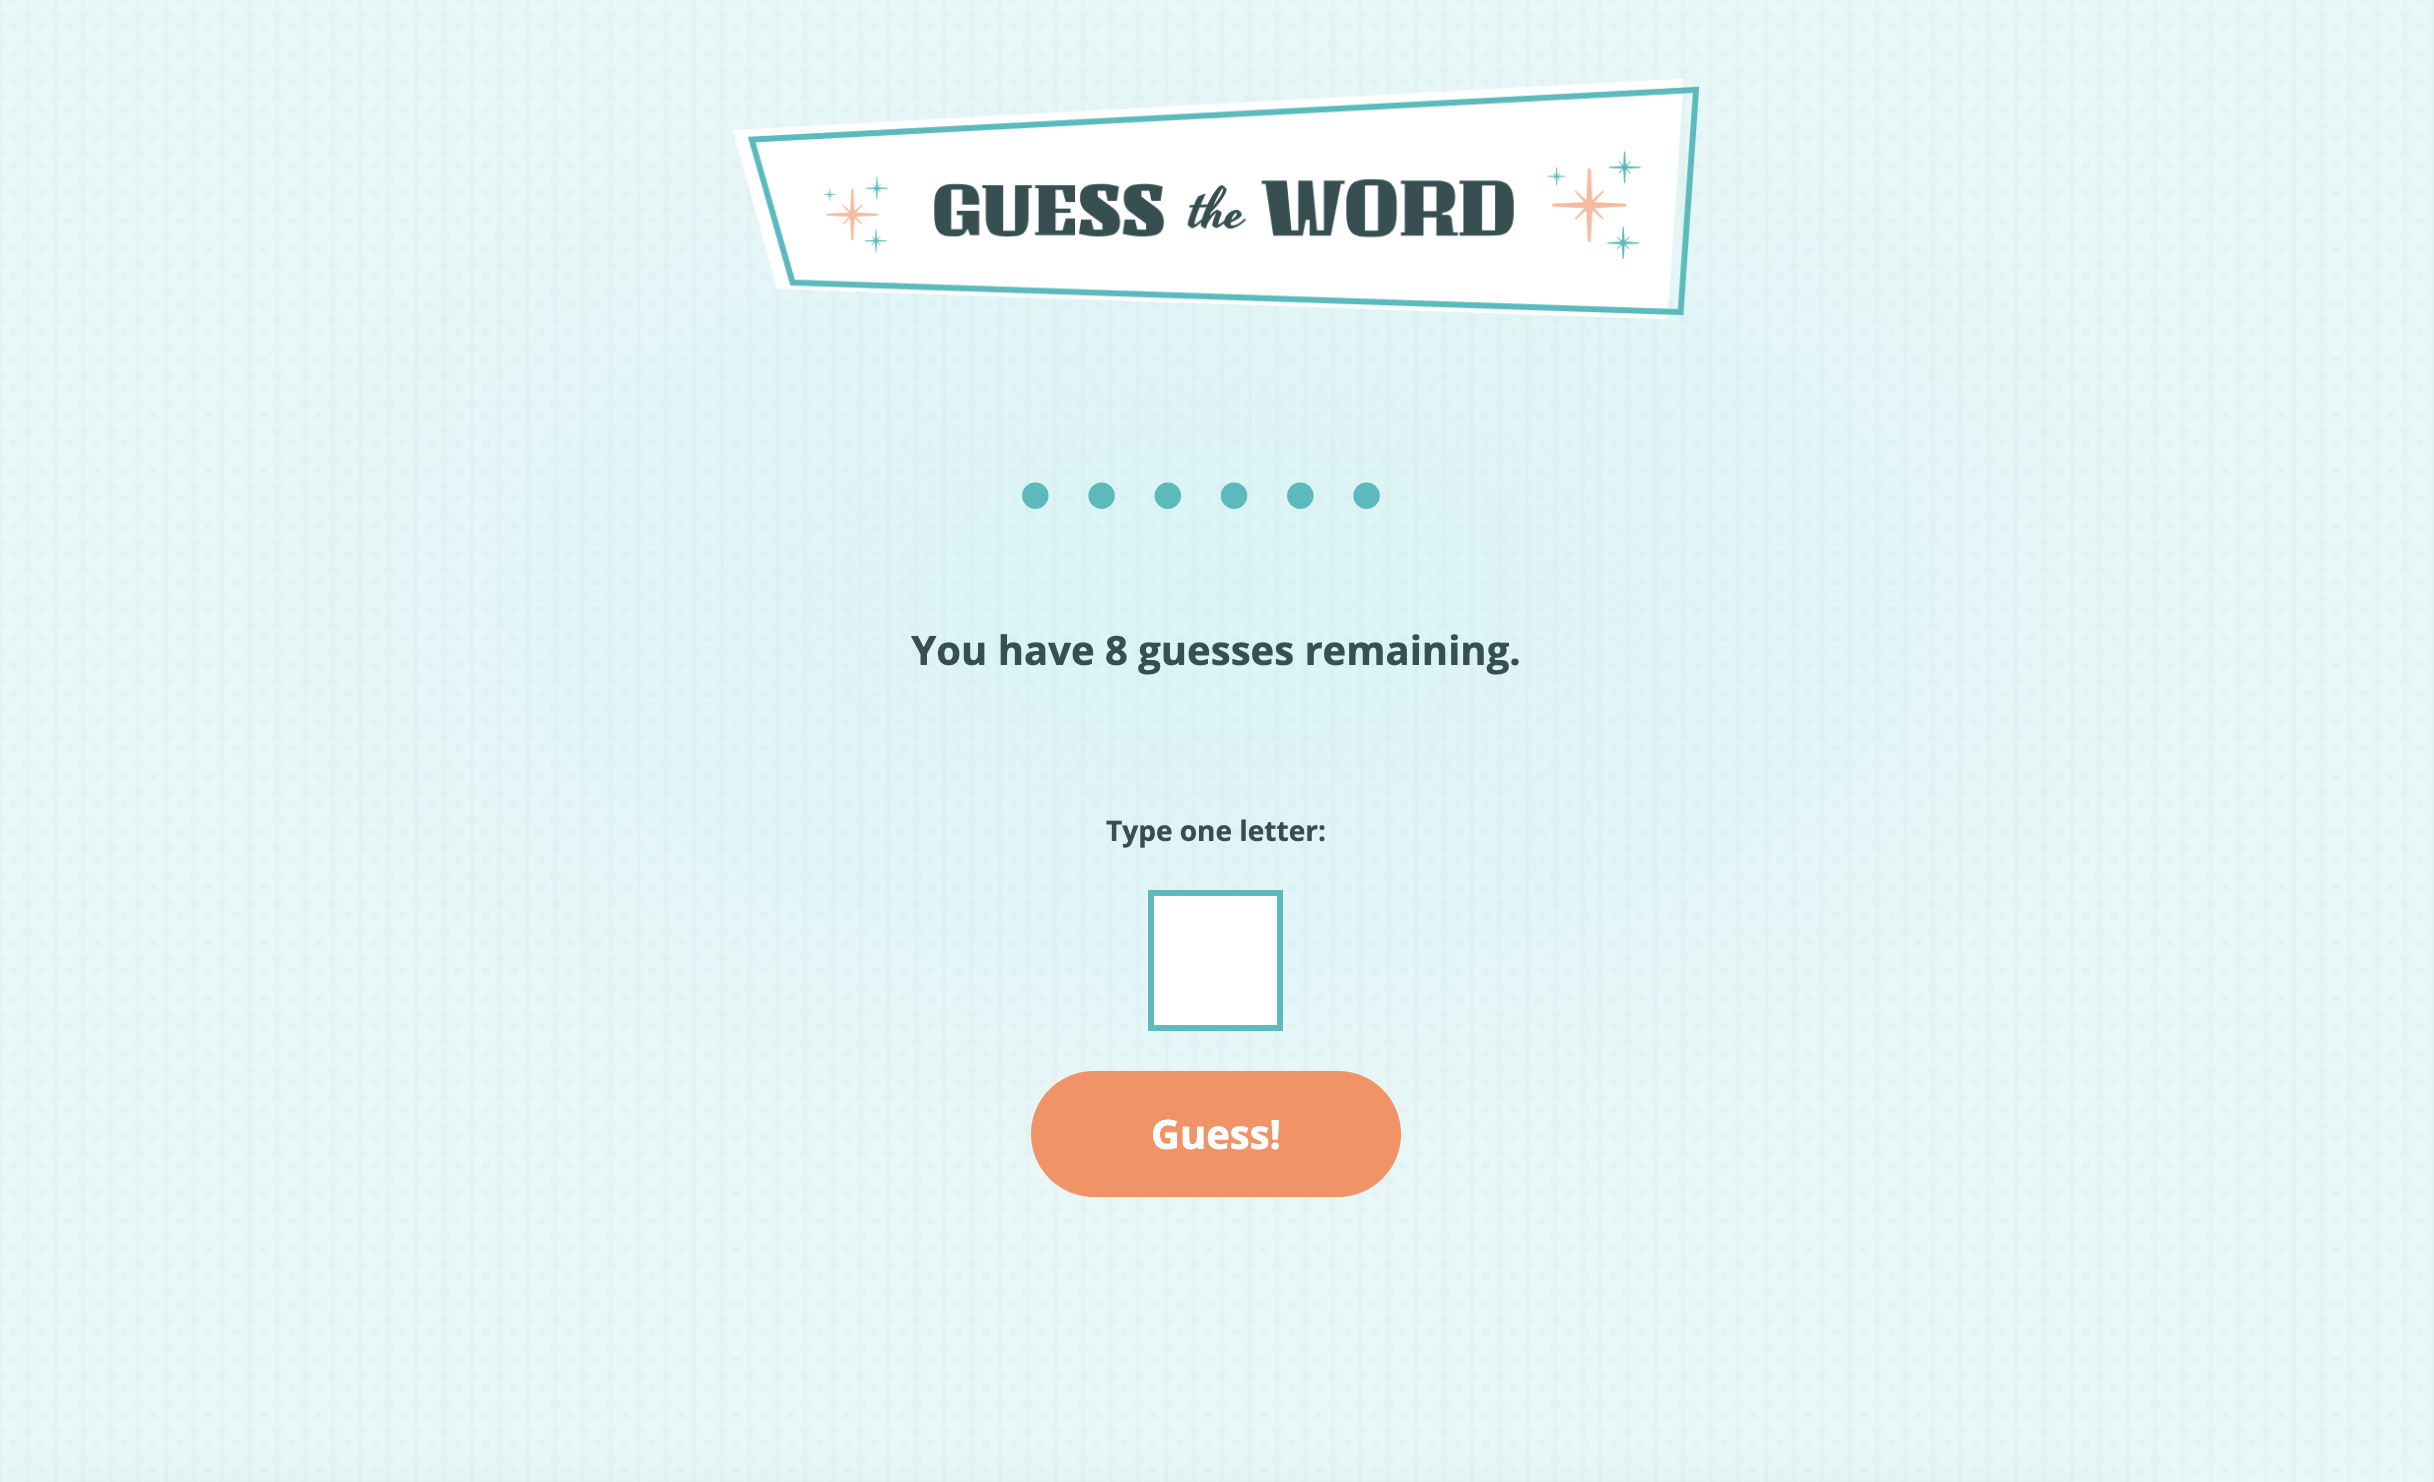 GUESS the WORD
● ● ● ● ● ●
You have 8 guesses remaining.
Type one letter:
Guess!